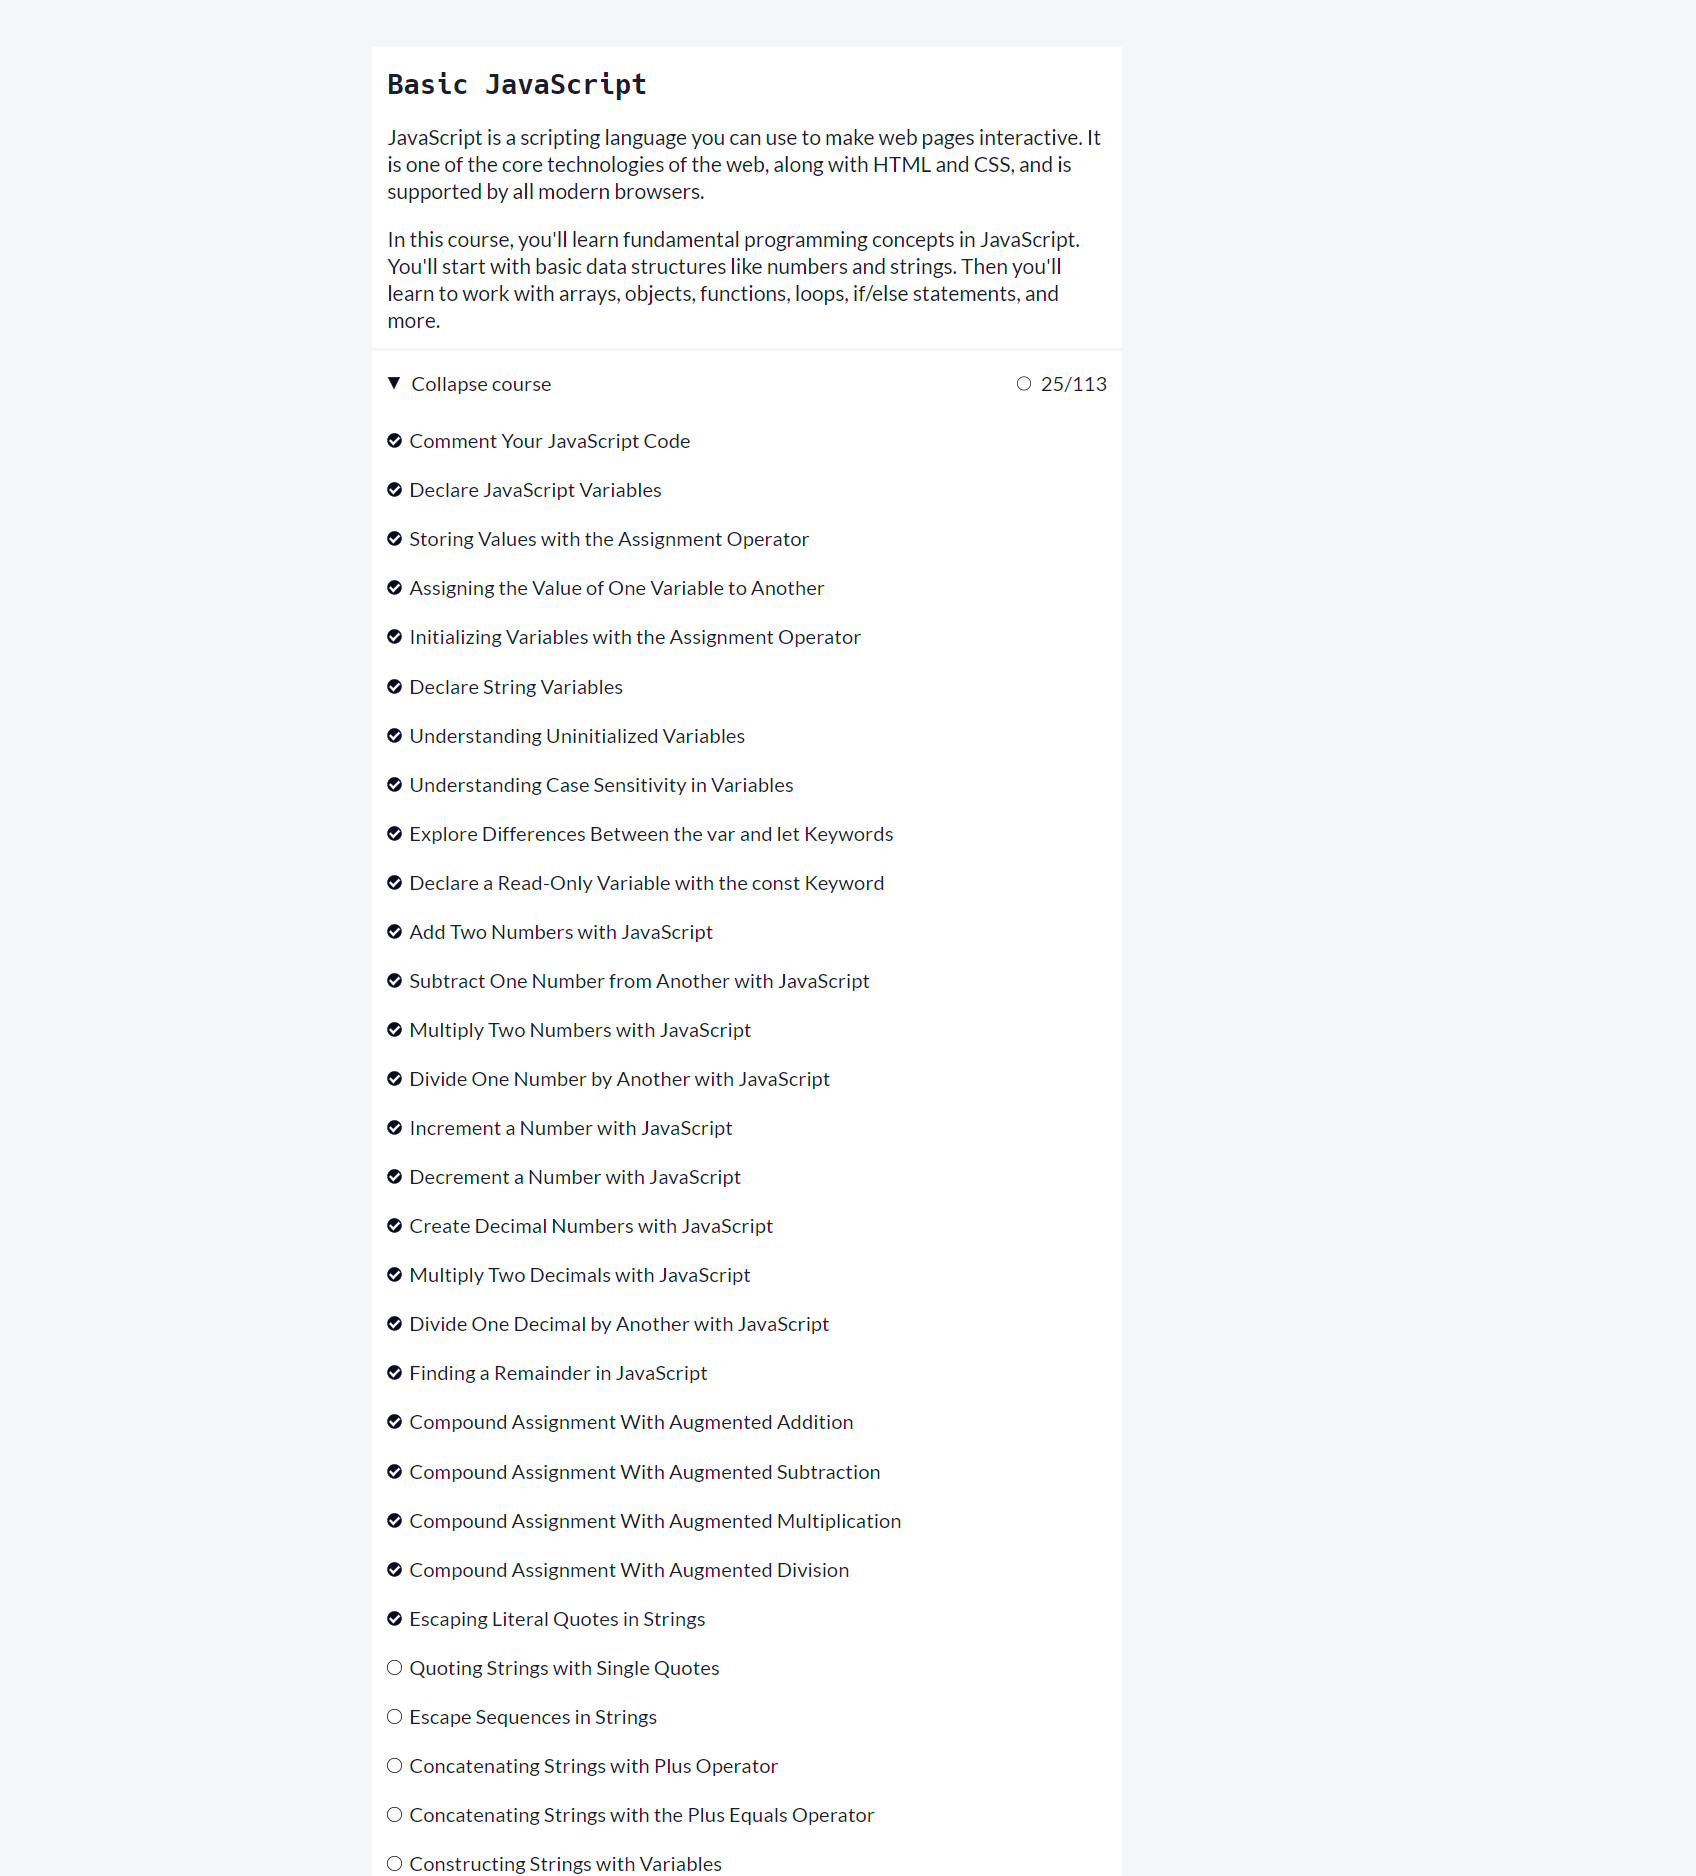 Basic JavaScript
JavaScript is a scripting language you can use to make web pages interactive. It
is one of the core technologies of the web, along with HTML and CSS, and is
supported by all modern browsers.
In this course, you'll learn fundamental programming concepts in JavaScript.
You'll start with basic data structures like numbers and strings. Then you'll
learn to work with arrays, objects, functions, loops, if/else statements, and
more.
Collapse course 25/113
Comment Your JavaScript Code
Declare JavaScript Variables
Storing Values with the Assignment Operator
Assigning the Value of One Variable to Another
Initializing Variables with the Assignment Operator
Declare String Variables
Understanding Uninitialized Variables
Understanding Case Sensitivity in Variables
Explore Differences Between the var and let Keywords
Declare a Read-Only Variable with the const Keyword
Add Two Numbers with JavaScript
Subtract One Number from Another with JavaScript
Multiply Two Numbers with JavaScript
Divide One Number by Another with JavaScript
Increment a Number with JavaScript
Decrement a Number with JavaScript
Create Decimal Numbers with JavaScript
Multiply Two Decimals with JavaScript
Divide One Decimal by Another with JavaScript
Finding a Remainder in JavaScript
Compound Assignment With Augmented Addition
Compound Assignment With Augmented Subtraction
Compound Assignment With Augmented Multiplication
Compound Assignment With Augmented Division
Escaping Literal Quotes in Strings
Quoting Strings with Single Quotes
Escape Sequences in Strings
Concatenating Strings with Plus Operator
Concatenating Strings with the Plus Equals Operator
Constructing Strings with Variables